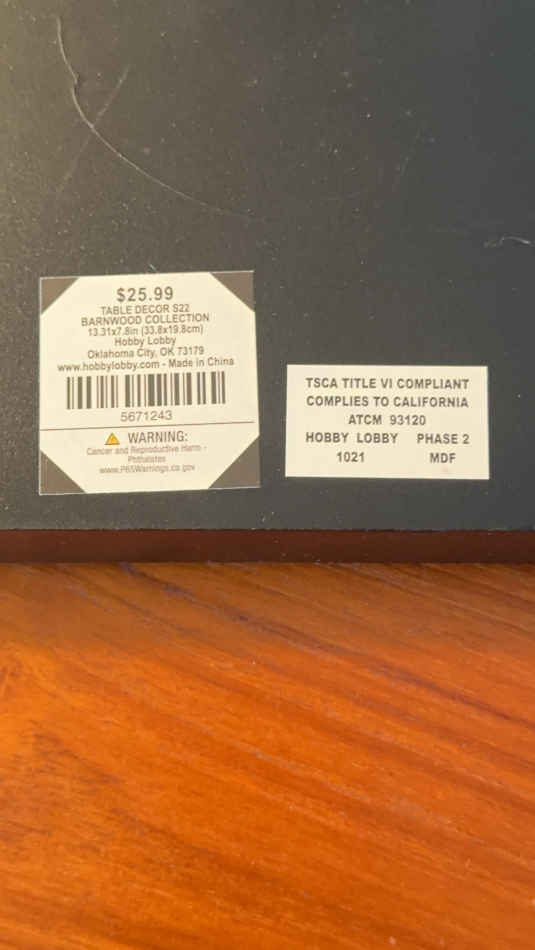 $25.99
TABLE DECOR S22
BARNWOOD COLLECTION
13.31x7.8in (33.8x19.8cm)
Hobby Lobby
Oklahoma City, OK 73179
www.hobbylobby.com - Made in China
5671243
WARNING:
Cancer and Reproductive Harm -
Phthalates
www.P65Warnings.ca.gov
TSCA TITLE VI COMPLIANT
COMPLIES TO CALIFORNIA
ATCM 93120
HOBBY LOBBY PHASE 2
1021 MDF